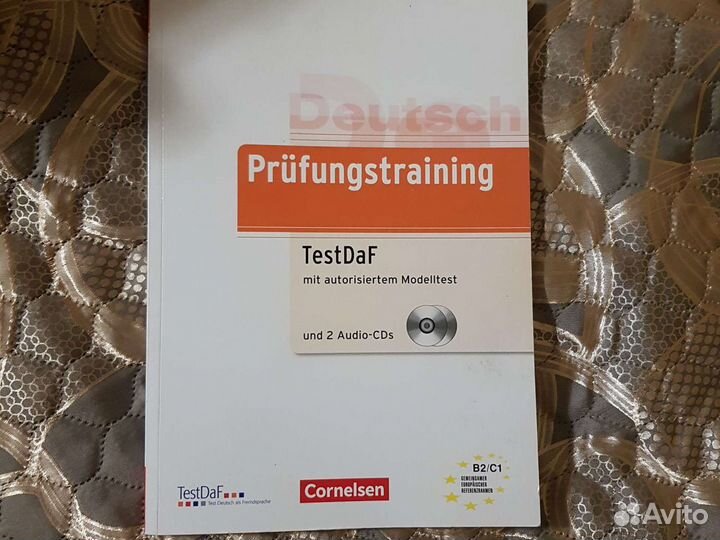 Deutsch
Prüfungstraining
TestDaF
mit autorisiertem Modelltest
und 2 Audio-CDs
B2/C1
GEMEINSAMER
EUROPÄISCHER
REFERENZRAHMEN
TestDaF
Test Deutsch als Fremdsprache
Cornelsen
Avito